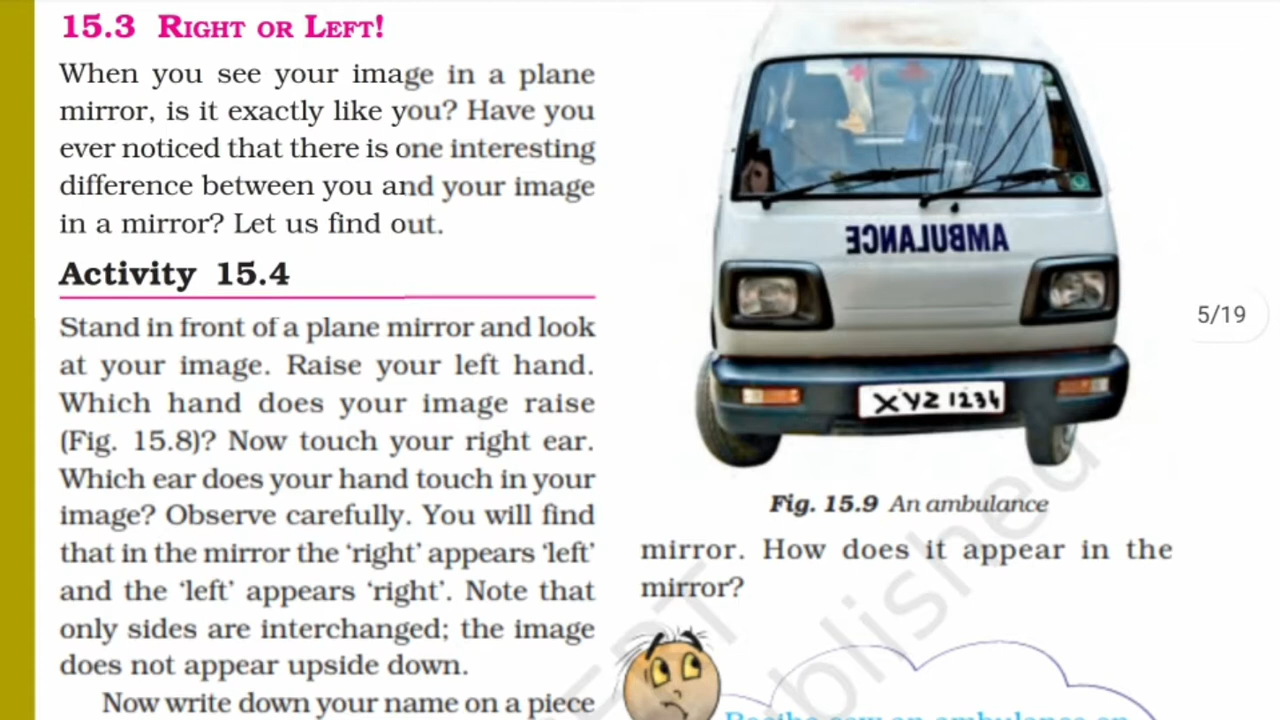 15.3 RIGHT OR LEFT!
When you see your image in a plane
mirror, is it exactly like you? Have you
ever noticed that there is one interesting
difference between you and your image
in a mirror? Let us find out.
Activity 15.4
Stand in front of a plane mirror and look
at your image. Raise your left hand.
Which hand does your image raise
(Fig. 15.8)? Now touch your right ear.
Which ear does your hand touch in your
image? Observe carefully. You will find
that in the mirror the ‘right’ appears ‘left’
and the ‘left’ appears ‘right’. Note that
only sides are interchanged; the image
does not appear upside down.
Now write down your name on a piece
AMBULANCE
XYZ 1234
Fig. 15.9 An ambulance
mirror. How does it appear in the
mirror?
5/19